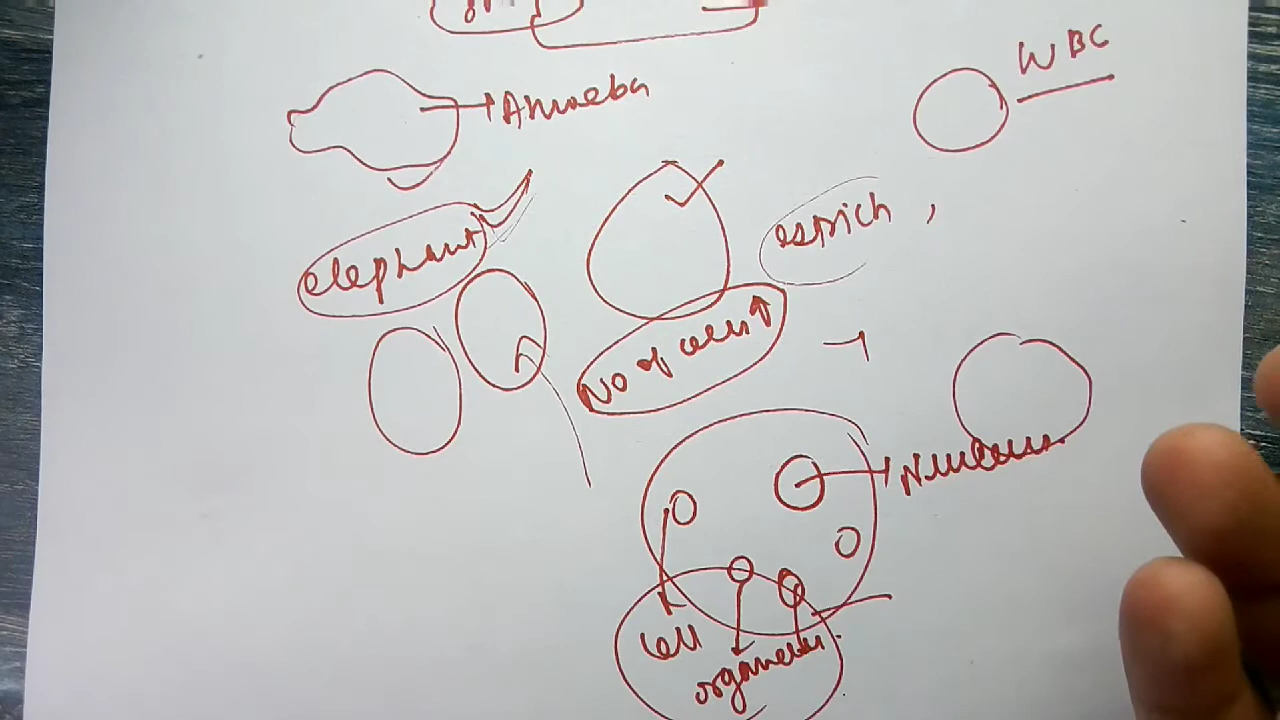 WBC
Amoeba
ostrich ,
elephant
No of cells ↑
Nucleus
Cell
organelles